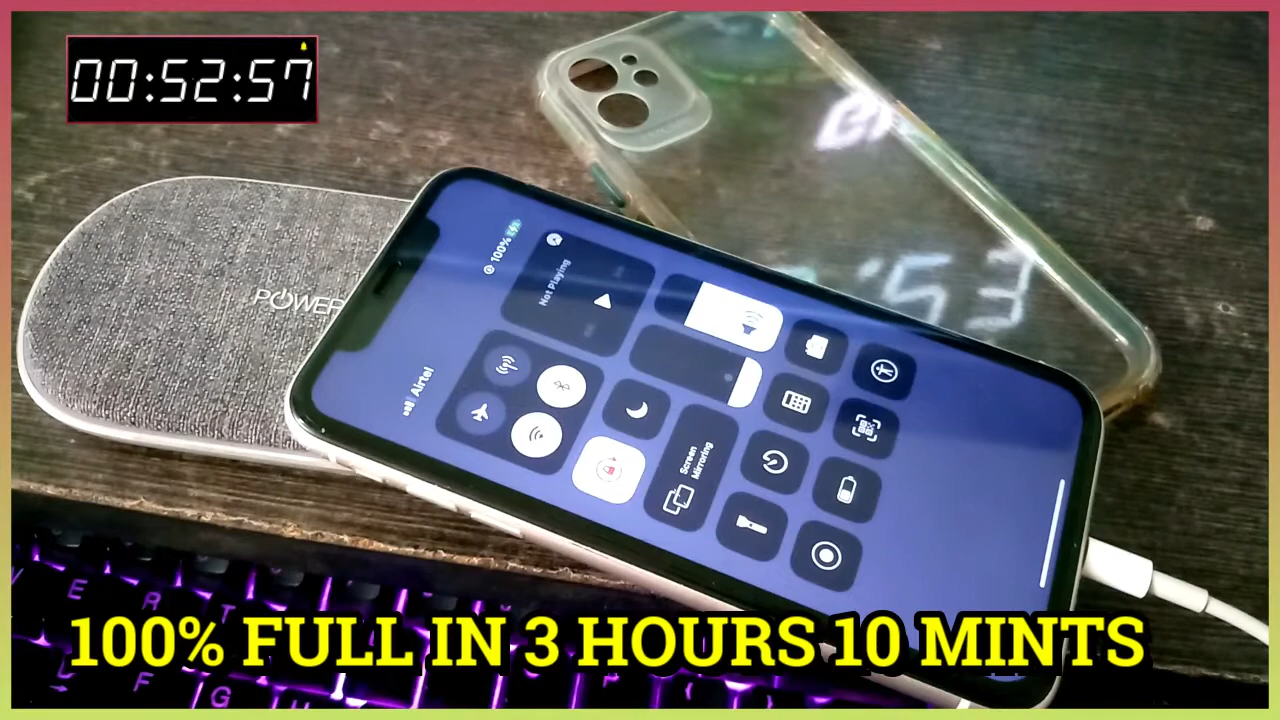 00:52:57
POWER
100%
Not Playing
Airtel
Screen
Mirroring
E R T
F G
100% FULL IN 3 HOURS 10 MINTS